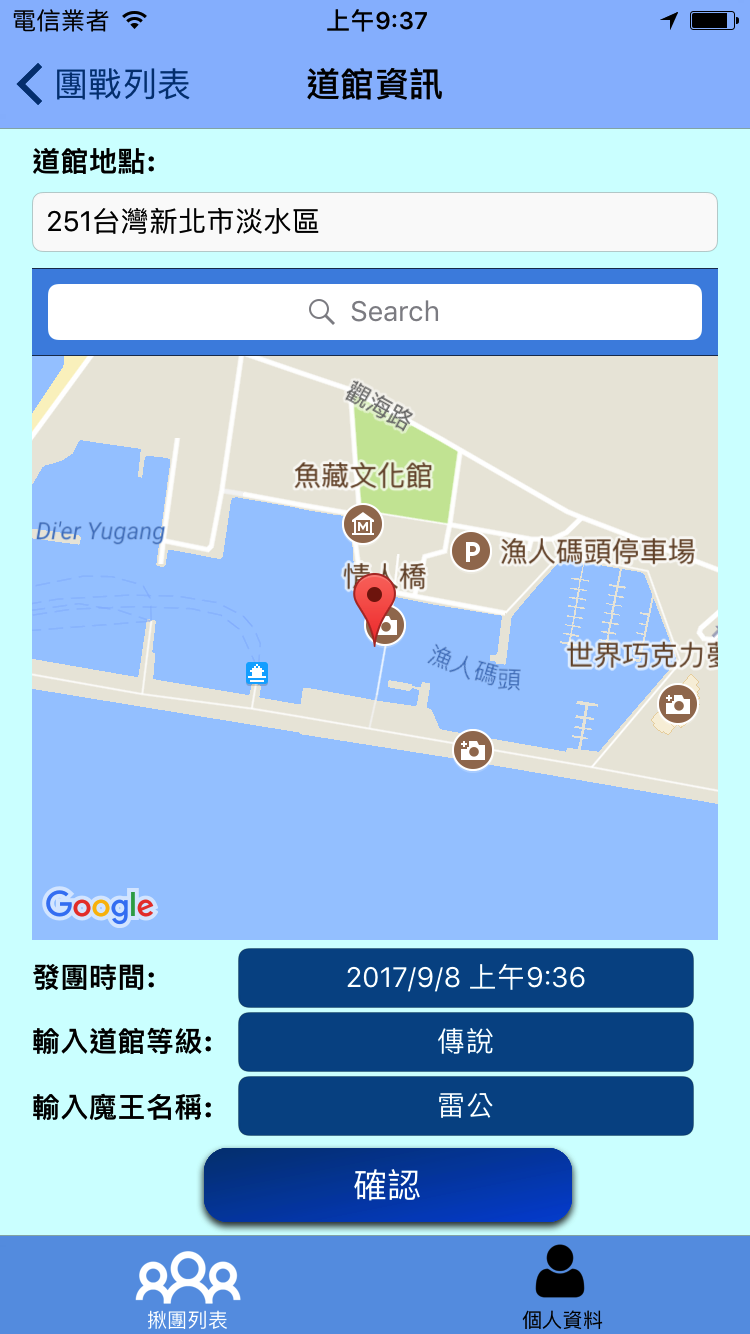 電信業者
上午9:37
團戰列表
道館資訊
道館地點:
251台灣新北市淡水區
Search
觀海路
魚藏文化館
Di'er Yugang
P
漁人碼頭停車場
情人橋
漁人碼頭
世界巧克力夢
Google
發團時間:
2017/9/8 上午9:36
輸入道館等級:
傳說
輸入魔王名稱:
雷公
確認
揪團列表
個人資料